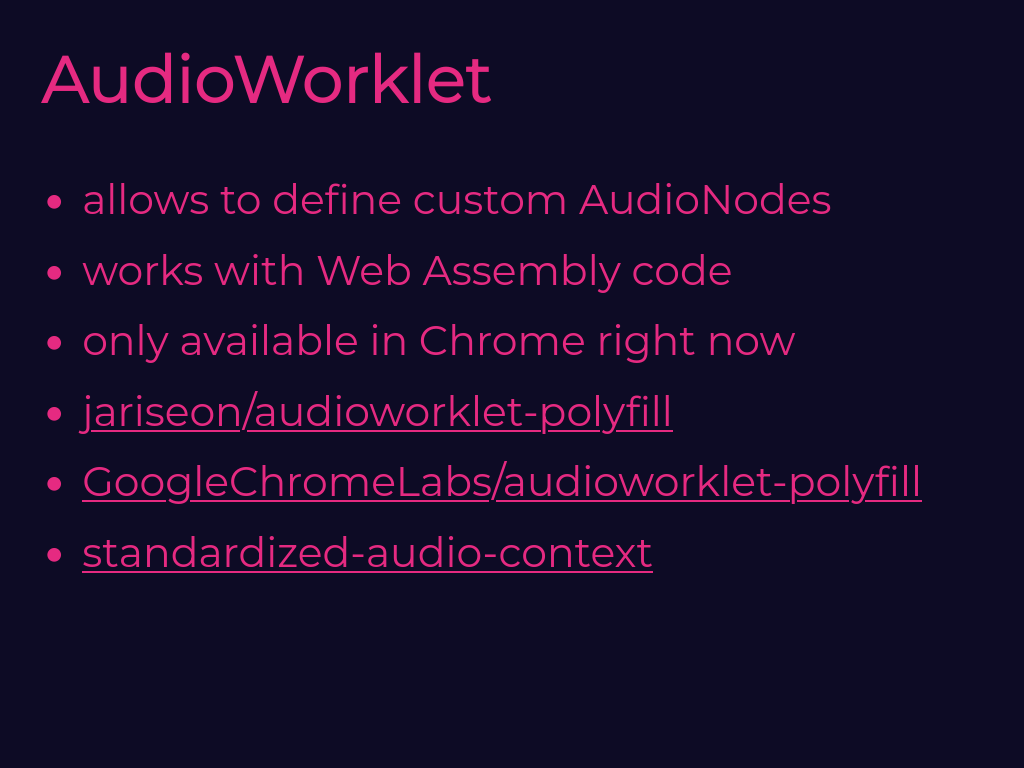 AudioWorklet
• allows to define custom AudioNodes
• works with Web Assembly code
• only available in Chrome right now
• jariseon/audioworklet-polyfill
• GoogleChromeLabs/audioworklet-polyfill
• standardized-audio-context